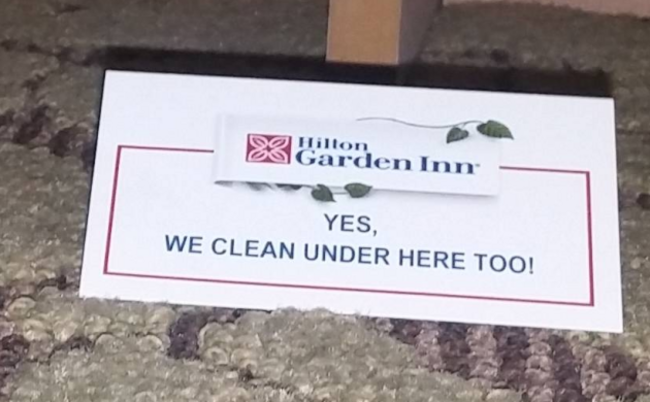 Hilton
Garden Inn
YES,
WE CLEAN UNDER HERE TOO!